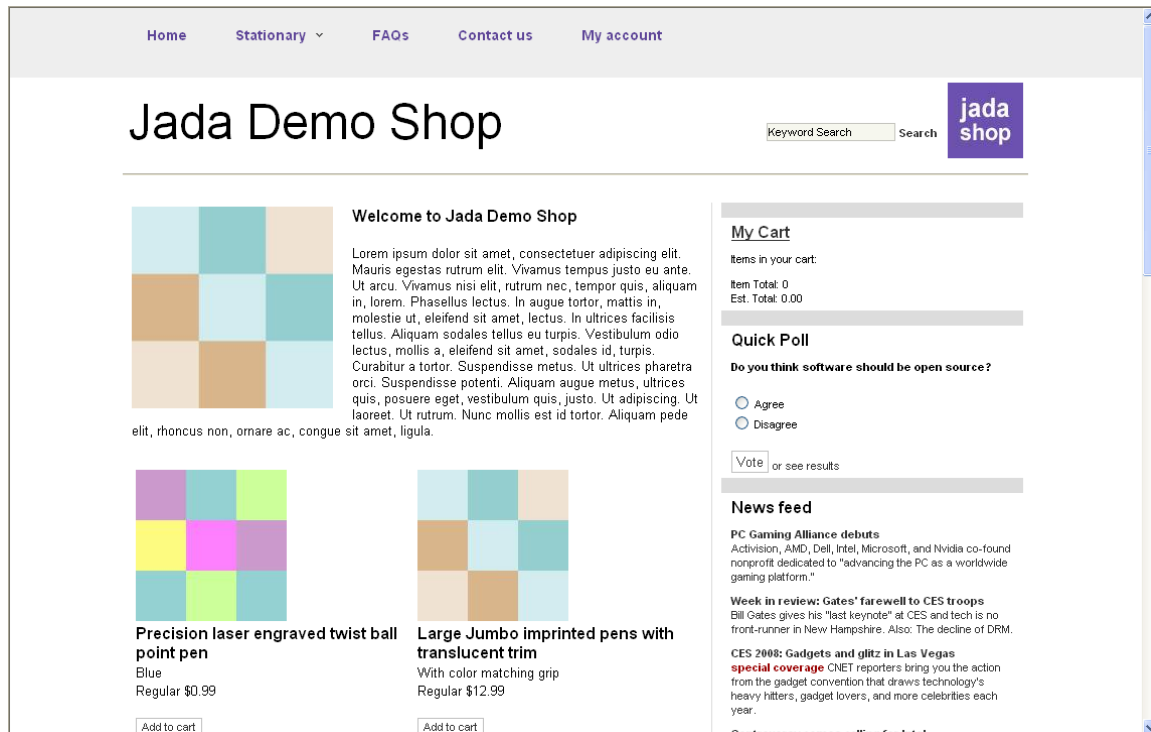 Home Stationary FAQs Contact us My account
Jada Demo Shop
Keyword Search Search
jada
shop
Welcome to Jada Demo Shop
Lorem ipsum dolor sit amet, consectetuer adipiscing elit.
Mauris egestas rutrum elit. Vivamus tempus justo eu ante.
Ut arcu. Vivamus nisi elit, rutrum nec, tempor quis, aliquam
in, lorem. Phasellus lectus. In augue tortor, mattis in,
molestie ut, eleifend sit amet, lectus. In ultrices facilisis
tellus. Aliquam sodales tellus eu turpis. Vestibulum odio
lectus, mollis a, eleifend sit amet, sodales id, turpis.
Curabitur a tortor. Suspendisse metus. Ut ultrices pharetra
orci. Suspendisse potenti. Aliquam augue metus, ultrices
quis, posuere eget, vestibulum quis, justo. Ut adipiscing. Ut
laoreet. Ut rutrum. Nunc mollis est id tortor. Aliquam pede
elit, rhoncus non, ornare ac, congue sit amet, ligula.
Precision laser engraved twist ball
point pen
Blue
Regular $0.99
Add to cart
Large Jumbo imprinted pens with
translucent trim
With color matching grip
Regular $12.99
Add to cart
My Cart
Items in your cart:
Item Total: 0
Est. Total: 0.00
Quick Poll
Do you think software should be open source?
Agree
Disagree
Vote or see results
News feed
PC Gaming Alliance debuts
Activision, AMD, Dell, Intel, Microsoft, and Nvidia co-found
nonprofit dedicated to "advancing the PC as a worldwide
gaming platform."
Week in review: Gates' farewell to CES troops
Bill Gates gives his "last keynote" at CES and tech is no
front-runner in New Hampshire. Also: The decline of DRM.
CES 2008: Gadgets and glitz in Las Vegas
special coverage CNET reporters bring you the action
from the gadget convention that draws technology's
heavy hitters, gadget lovers, and more celebrities each
year.